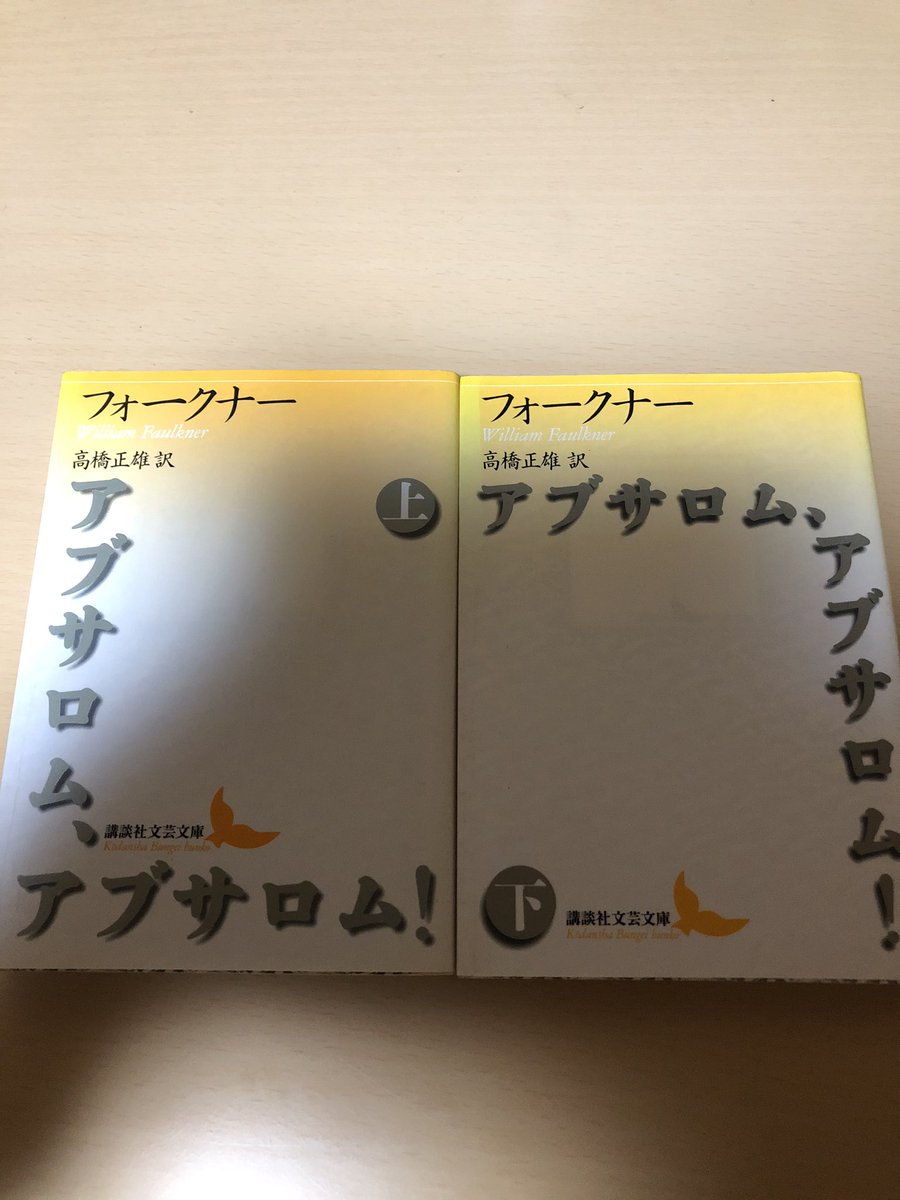 フォークナー
William Faulkner
高橋正雄 訳
上
アブサロム、
アブサロム!
講談社文芸文庫
Kodansha Bungei bunko
フォークナー
William Faulkner
高橋正雄 訳
アブサロム、
アブサロム!
下
講談社文芸文庫
Kodansha Bungei bunko